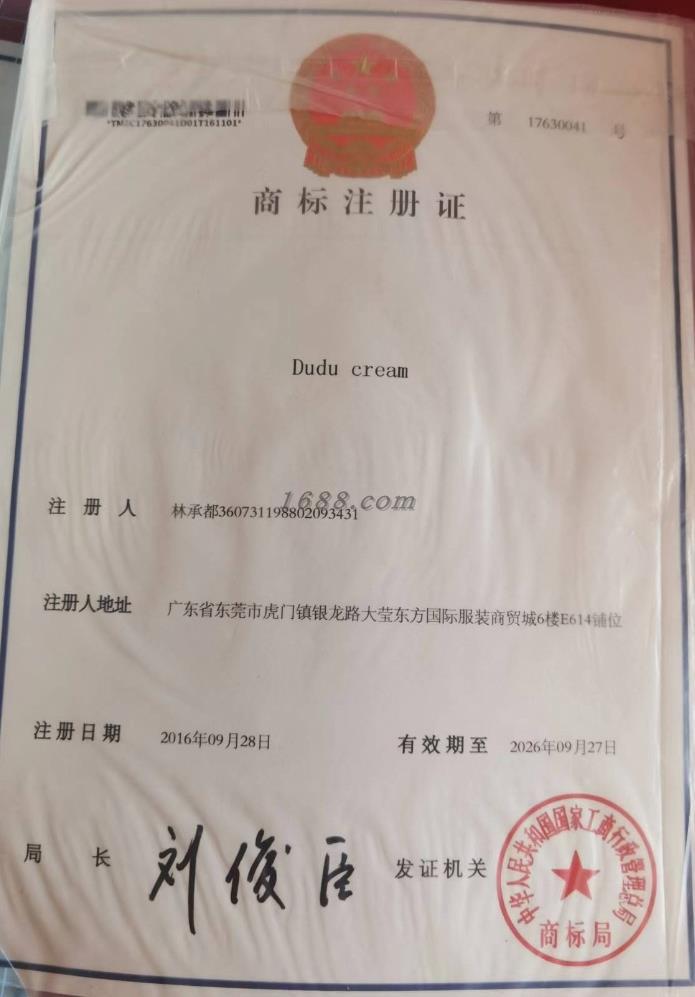 *TMZC17630041D01T161101*
第 17630041 号
商标注册证
Dudu cream
1688.com
注册人 林承都360731198802093431
注册人地址 广东省东莞市虎门镇银龙路大莹东方国际服装商贸城6楼E614铺位
注册日期 2016年09月28日 有效期至 2026年09月27日
局长 刘俊臣 发证机关
中华人民共和国国家工商行政管理总局
商标局